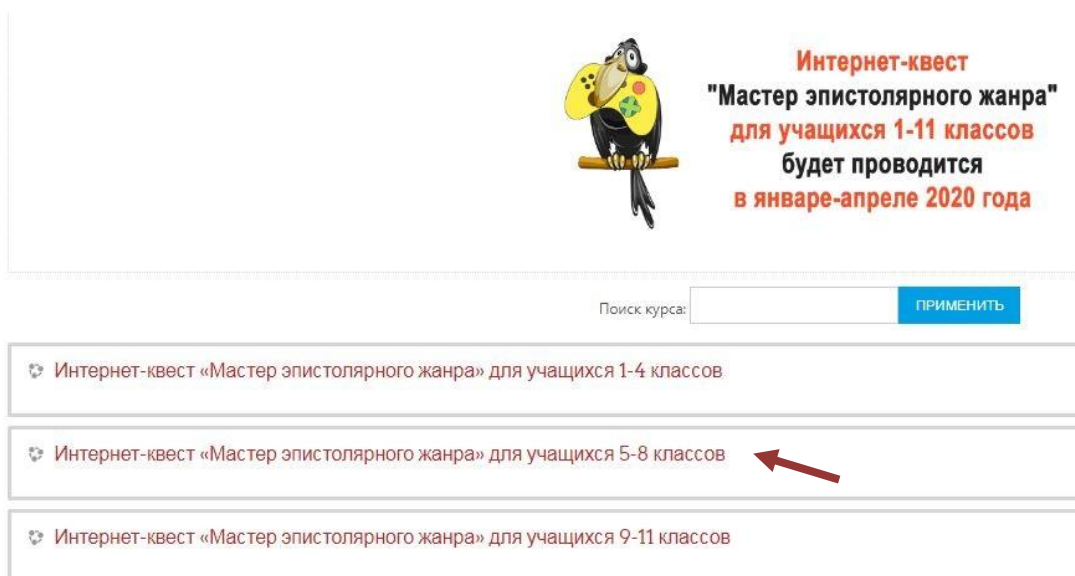 Интернет-квест
"Мастер эпистолярного жанра"
для учащихся 1-11 классов
будет проводится
в январе-апреле 2020 года
Поиск курса:
ПРИМЕНИТЬ
Интернет-квест «Мастер эпистолярного жанра» для учащихся 1-4 классов
Интернет-квест «Мастер эпистолярного жанра» для учащихся 5-8 классов
Интернет-квест «Мастер эпистолярного жанра» для учащихся 9-11 классов